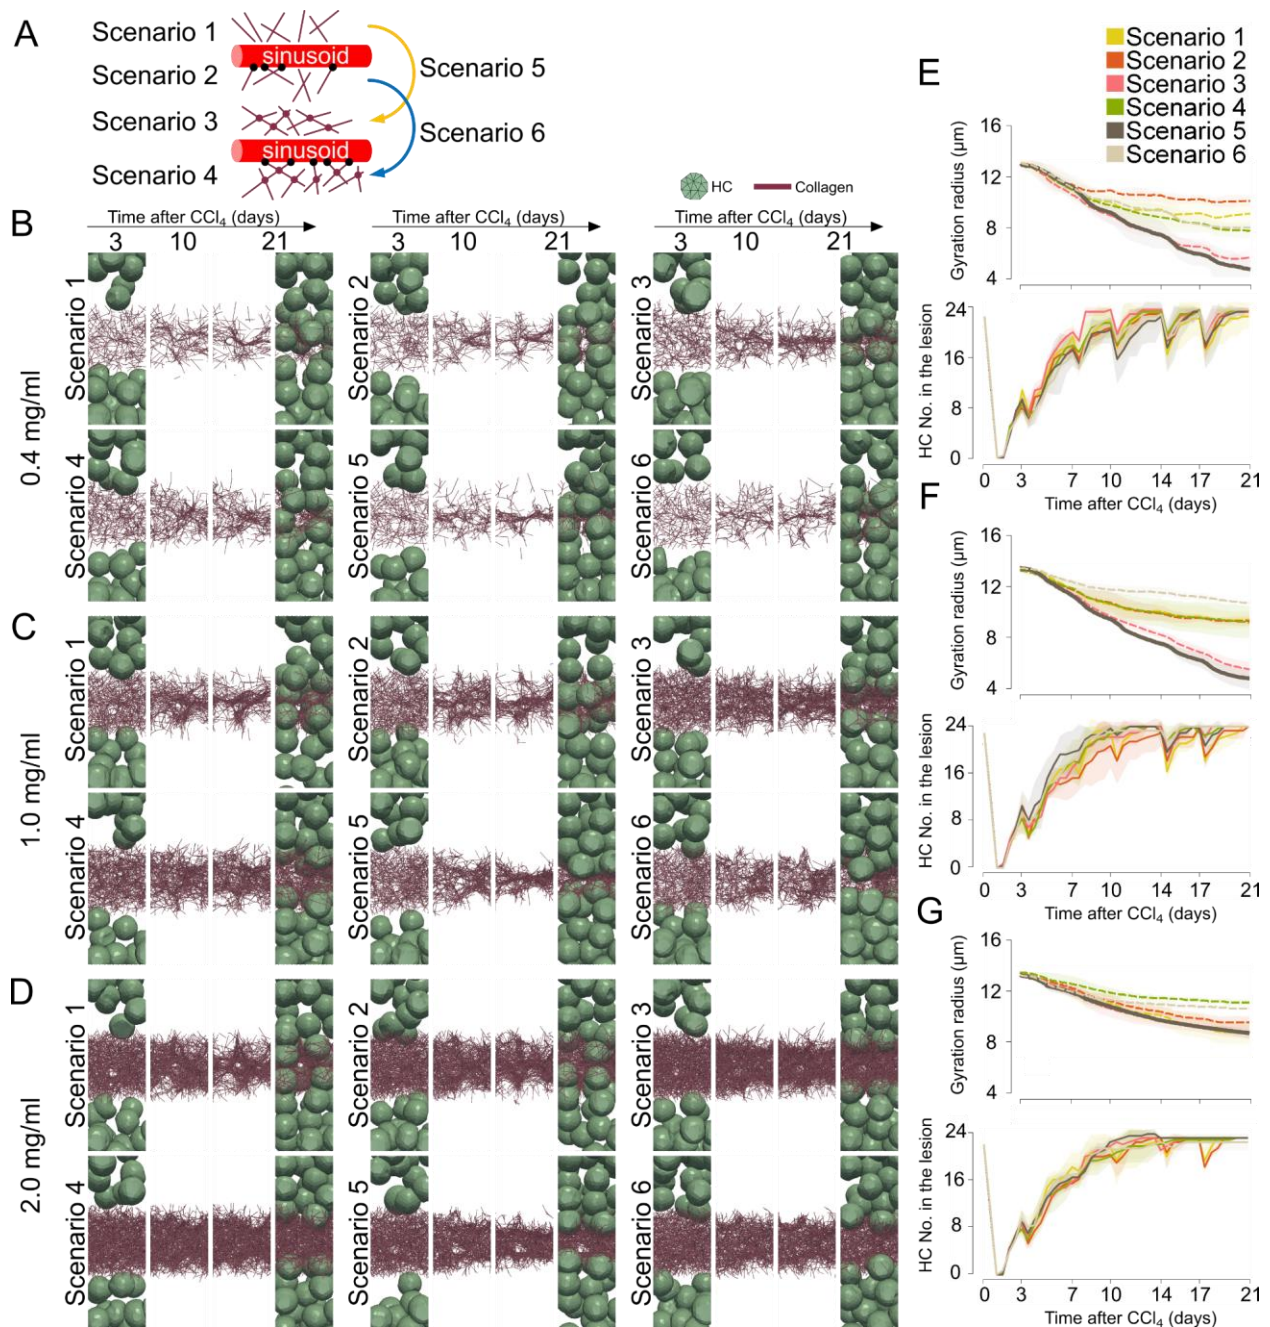 A
Scenario 1
sinusoid
Scenario 2
Scenario 5
Scenario 3
Scenario 6
sinusoid
Scenario 4
HC
Collagen
B
Time after CCl₄ (days)
3 10 21
Time after CCl₄ (days)
3 10 21
Time after CCl₄ (days)
3 10 21
0.4 mg/ml
Scenario 1
Scenario 2
Scenario 3
Scenario 4
Scenario 5
Scenario 6
C
1.0 mg/ml
Scenario 1
Scenario 2
Scenario 3
Scenario 4
Scenario 5
Scenario 6
D
2.0 mg/ml
Scenario 1
Scenario 2
Scenario 3
Scenario 4
Scenario 5
Scenario 6
E
Scenario 1
Scenario 2
Scenario 3
Scenario 4
Scenario 5
Scenario 6
Gyration radius (µm)
16
12
8
4
HC No. in the lesion
24
16
8
0
0 3 7 10 14 17 21
Time after CCl₄ (days)
F
Gyration radius (µm)
16
12
8
4
HC No. in the lesion
24
16
8
0
0 3 7 10 14 17 21
Time after CCl₄ (days)
G
Gyration radius (µm)
16
12
8
4
HC No. in the lesion
24
16
8
0
0 3 7 10 14 17 21
Time after CCl₄ (days)